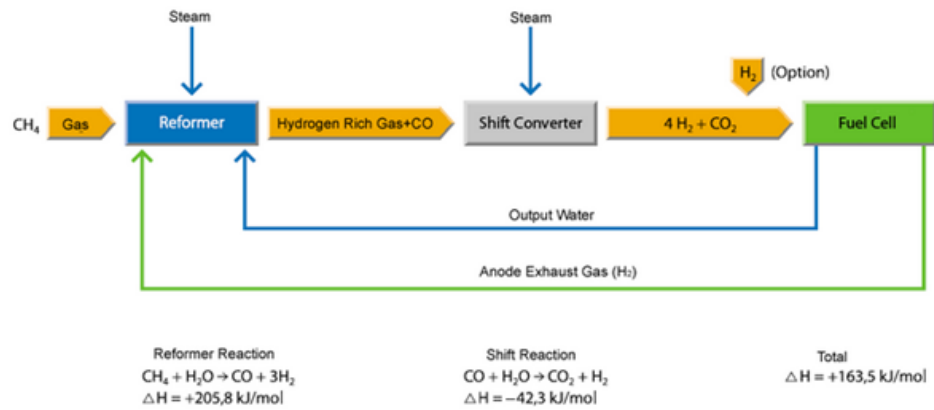 Steam
Steam
H₂ (Option)
CH₄
Gas
Reformer
Hydrogen Rich Gas+CO
Shift Converter
4 H₂ + CO₂
Fuel Cell
Output Water
Anode Exhaust Gas (H₂)
Reformer Reaction
CH₄ + H₂O → CO + 3H₂
△H = +205,8 kJ/mol
Shift Reaction
CO + H₂O → CO₂ + H₂
△H = −42,3 kJ/mol
Total
△H = +163,5 kJ/mol